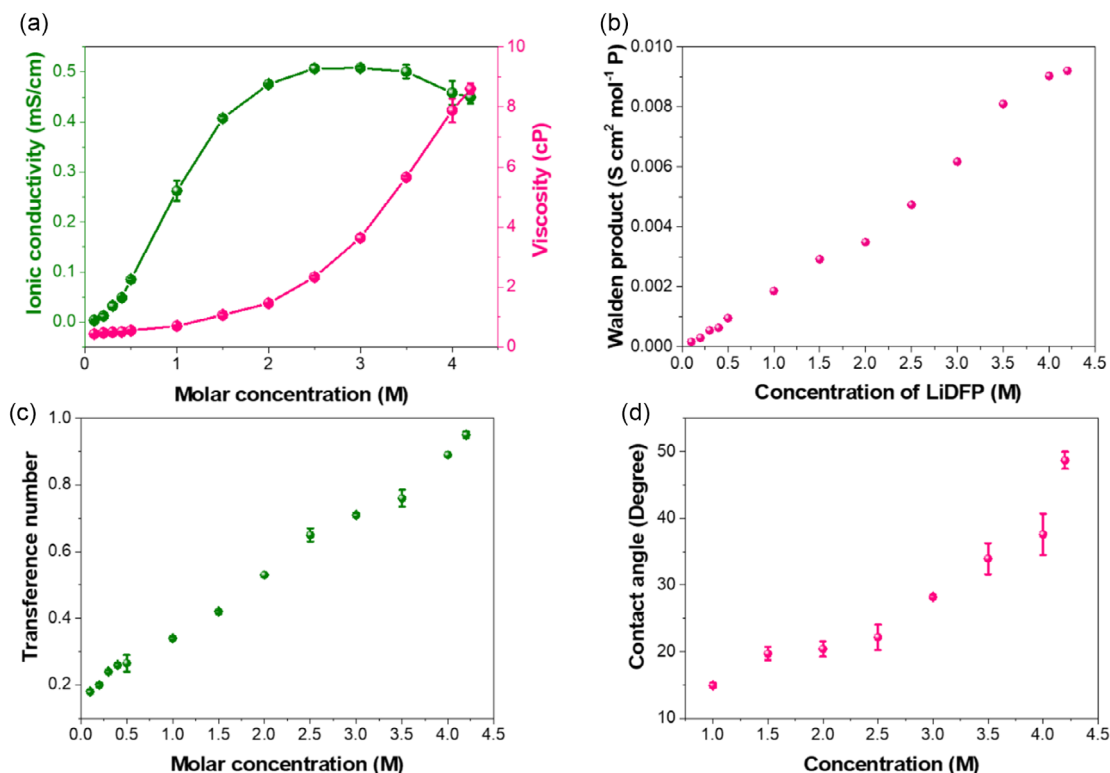 (a)
Ionic conductivity (mS/cm)
0.5
0.4
0.3
0.2
0.1
0.0
10
8
6
4
2
0
Viscosity (cP)
0 1 2 3 4
Molar concentration (M)
(b)
Walden product (S cm² mol⁻¹ P)
0.010
0.008
0.006
0.004
0.002
0.000
0.0 0.5 1.0 1.5 2.0 2.5 3.0 3.5 4.0 4.5
Concentration of LiDFP (M)
(c)
Transference number
1.0
0.8
0.6
0.4
0.2
0.0 0.5 1.0 1.5 2.0 2.5 3.0 3.5 4.0 4.5
Molar concentration (M)
(d)
Contact angle (Degree)
50
40
30
20
10
1.0 1.5 2.0 2.5 3.0 3.5 4.0 4.5
Concentration (M)